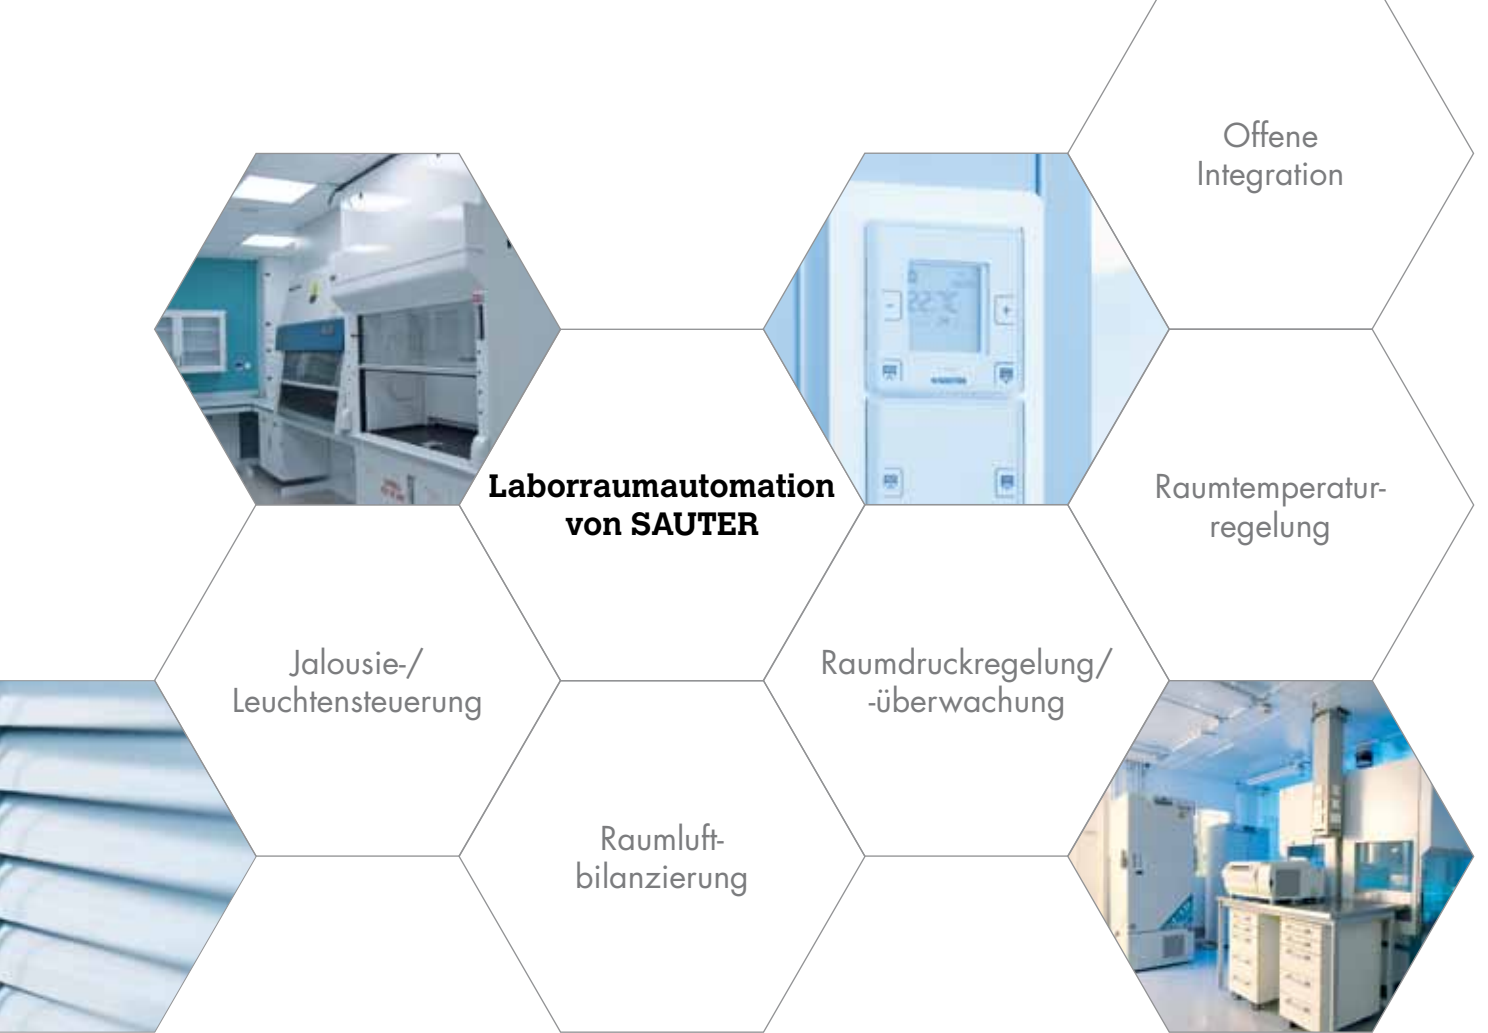 Offene
Integration
Laborraumautomation
von SAUTER
Raumtemperatur-
regelung
Jalousie-/
Leuchtensteuerung
Raumdruckregelung/
-überwachung
Raumluft-
bilanzierung